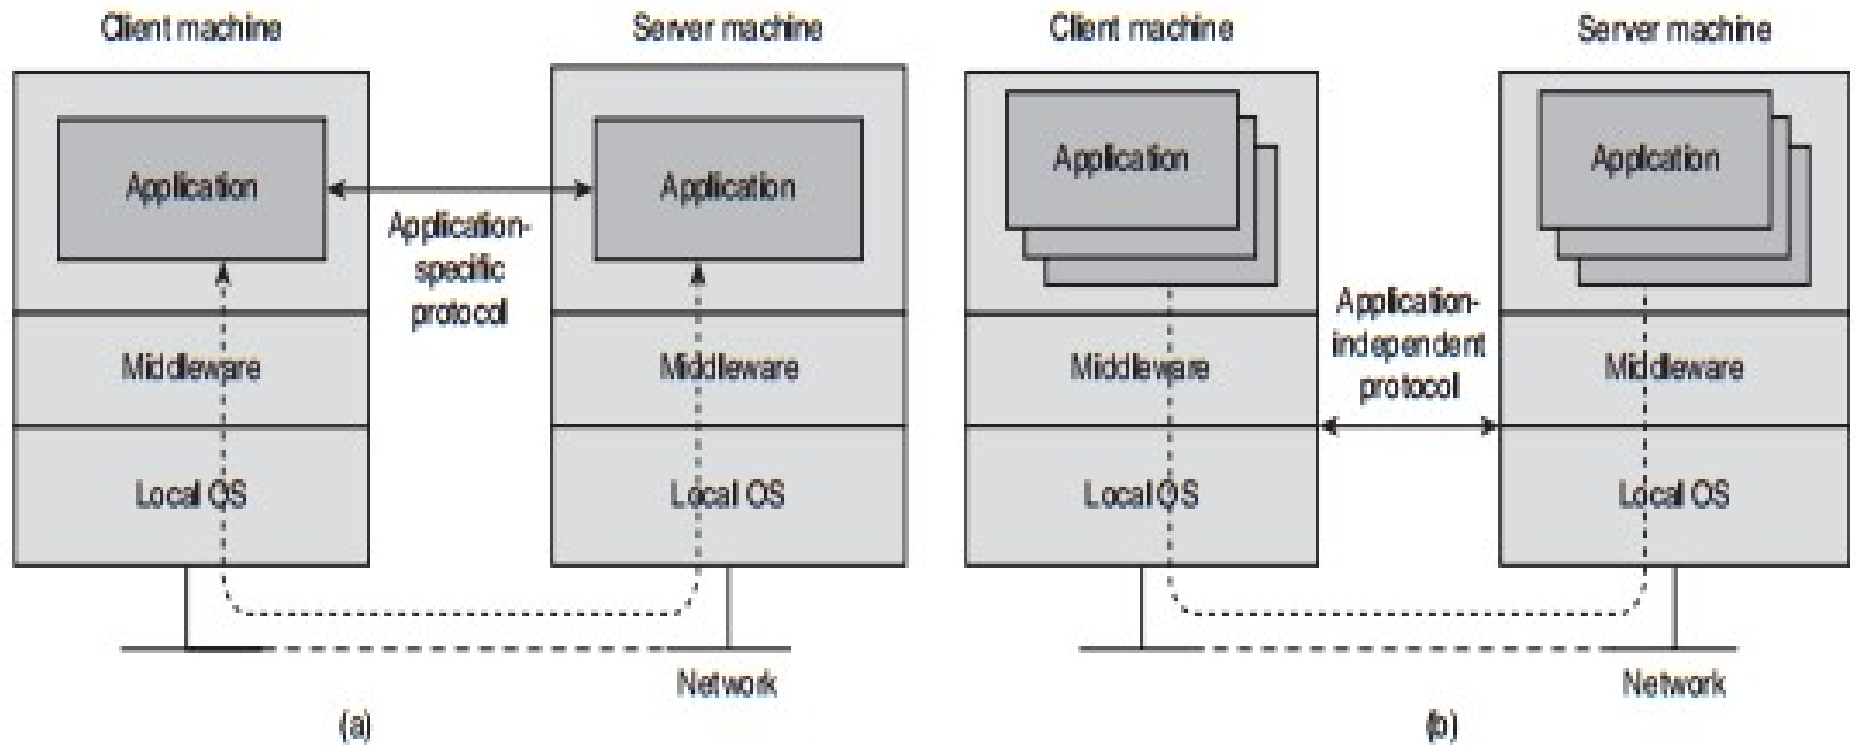 Client machine
Server machine
Application
Application
Application-
specific
protocol
Middleware
Middleware
Local OS
Local OS
Network
(a)
Client machine
Server machine
Application
Application
Application-
independent
protocol
Middleware
Middleware
Local OS
Local OS
Network
(b)